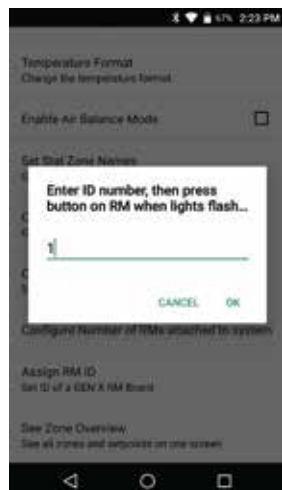 67% 2:23 PM
Temperature Format
Change the temperature format
Enable Air Balance Mode
Set Stat Zone Names
Enter ID number, then press
button on RM when lights flash...
1
CANCEL OK
Configure Number of RMs attached to system
Assign RM ID
Set ID of a GEN X RM Board
See Zone Overview
See all zones and setpoints on one screen